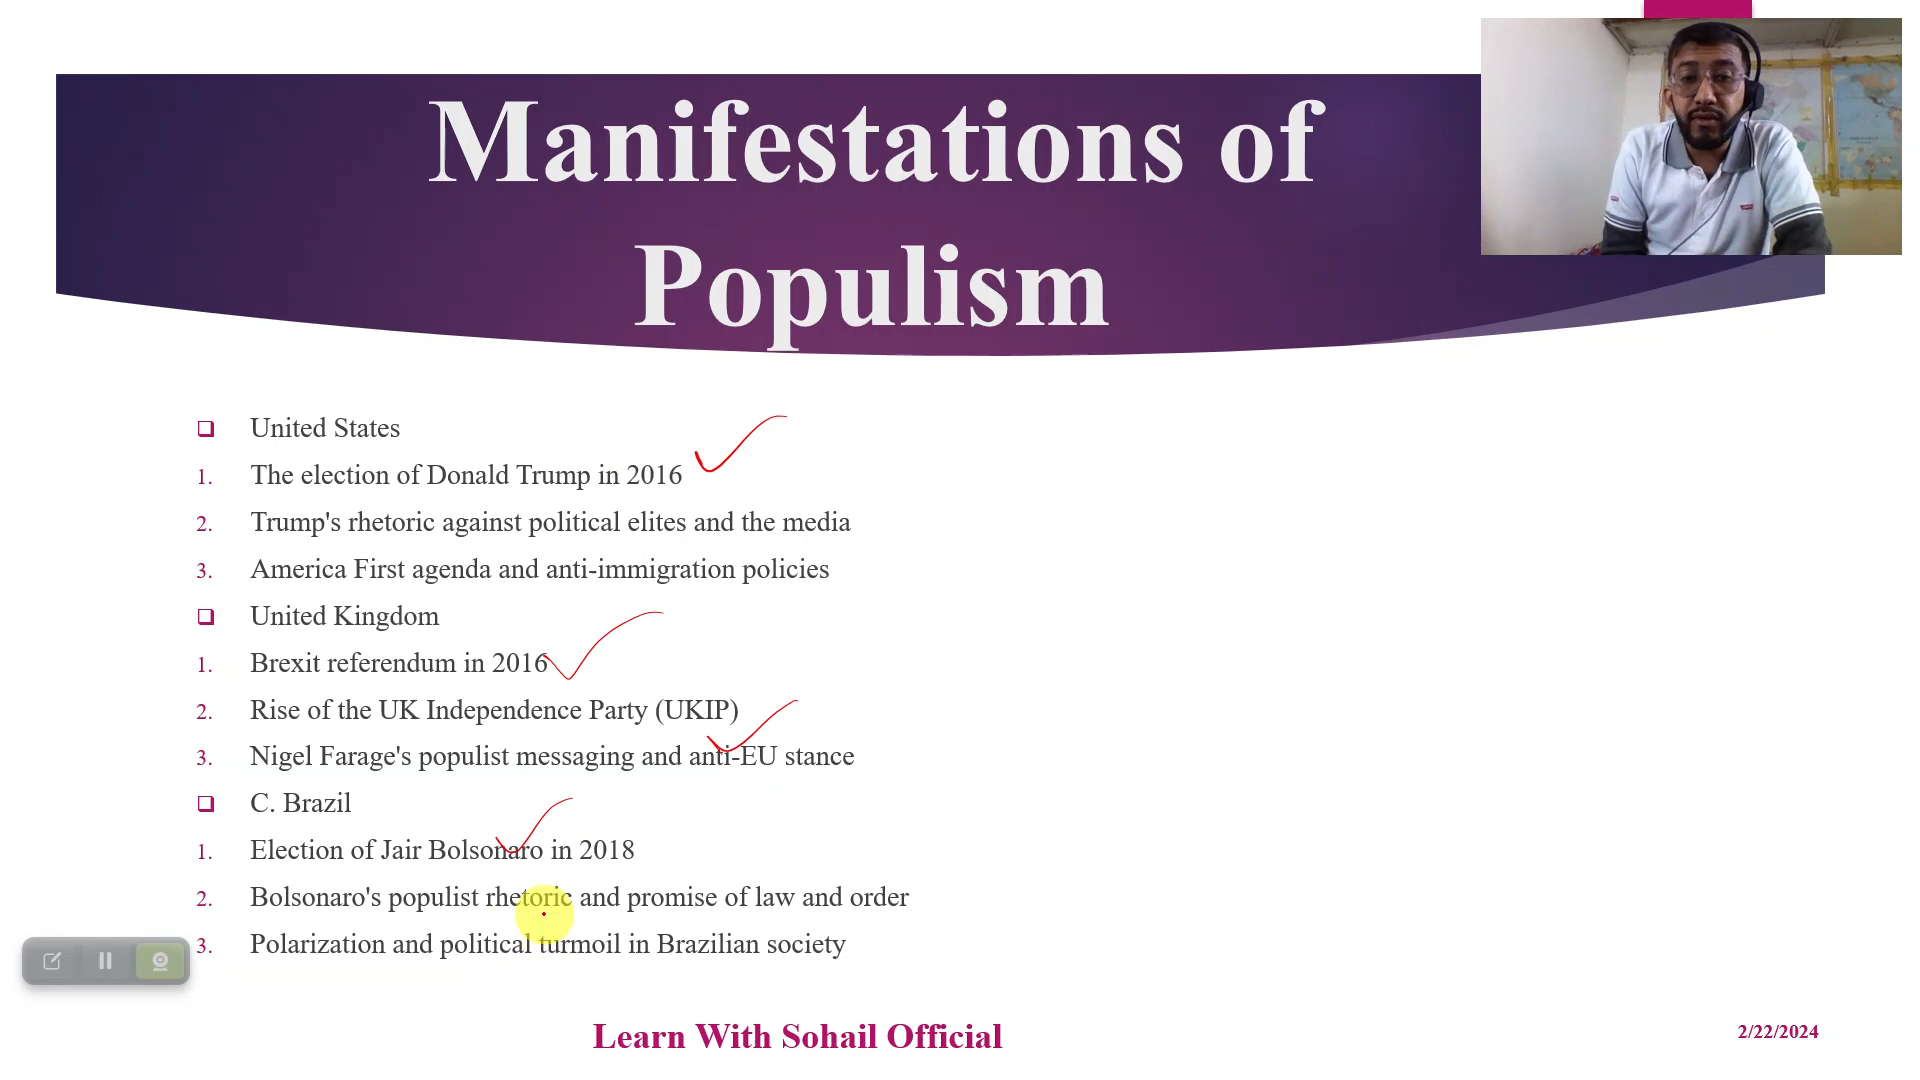 Manifestations of
Populism
❑ United States
1. The election of Donald Trump in 2016
2. Trump's rhetoric against political elites and the media
3. America First agenda and anti-immigration policies
❑ United Kingdom
1. Brexit referendum in 2016
2. Rise of the UK Independence Party (UKIP)
3. Nigel Farage's populist messaging and anti-EU stance
❑ C. Brazil
1. Election of Jair Bolsonaro in 2018
2. Bolsonaro's populist rhetoric and promise of law and order
3. Polarization and political turmoil in Brazilian society
Learn With Sohail Official
2/22/2024